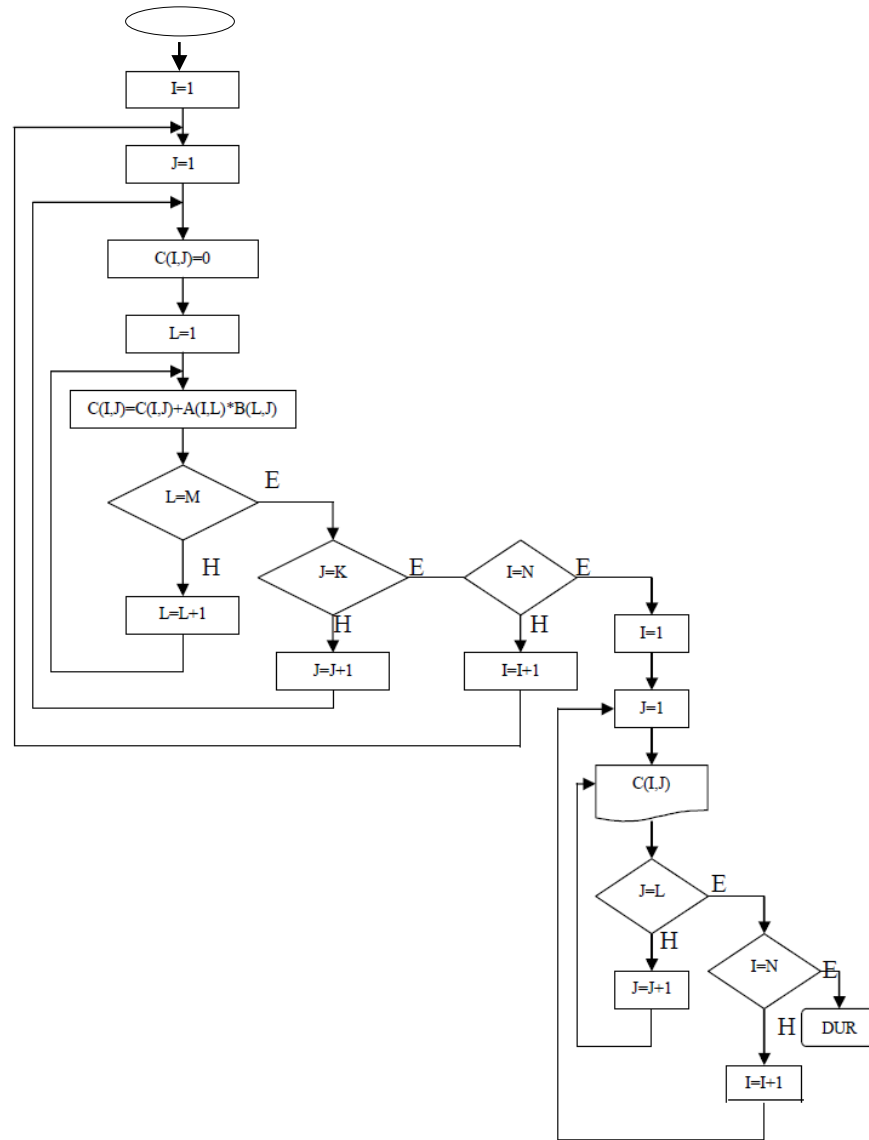 I=1
J=1
C(I,J)=0
L=1
C(I,J)=C(I,J)+A(I,L)*B(L,J)
L=M
E
H
L=L+1
J=K
E
H
J=J+1
I=N
E
H
I=I+1
I=1
J=1
C(I,J)
J=L
E
H
J=J+1
I=N
E
H
DUR
I=I+1